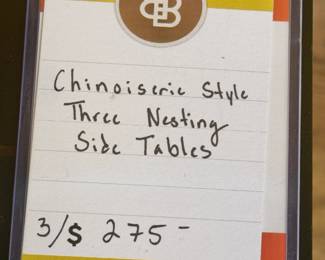 Chinoiserie Style
Three Nesting
Side Tables
3/$ 275-